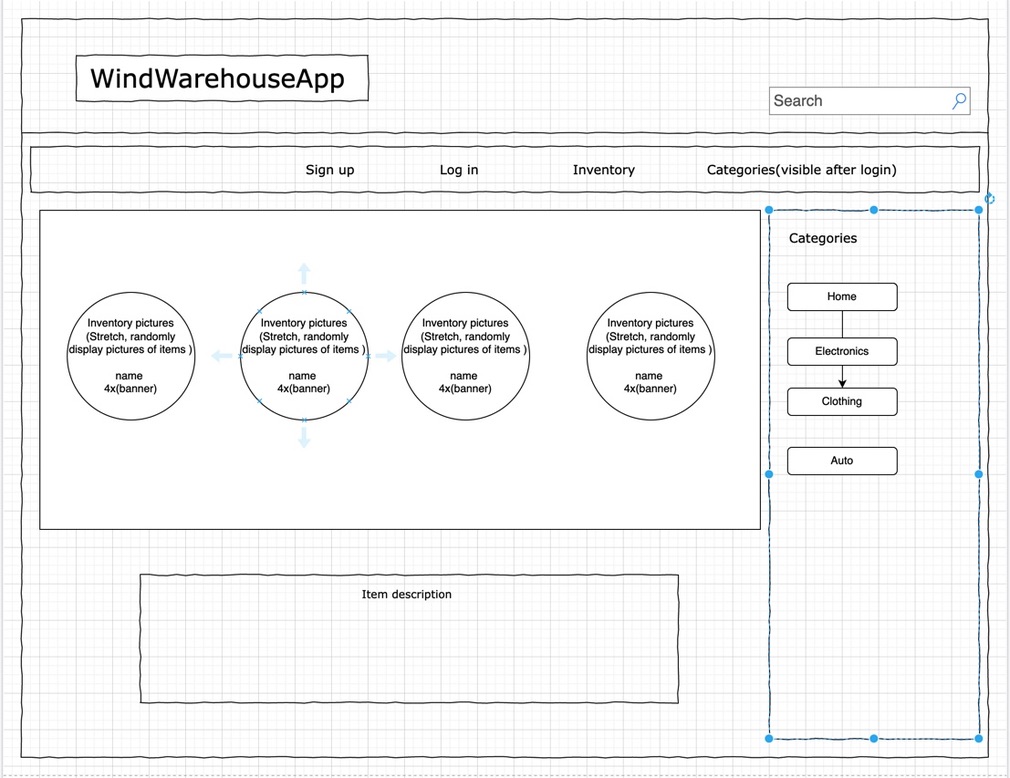 WindWarehouseApp
Search
Sign up
Log in
Inventory
Categories(visible after login)
Inventory pictures
(Stretch, randomly
display pictures of items )
name
4x(banner)
Inventory pictures
(Stretch, randomly
display pictures of items )
name
4x(banner)
Inventory pictures
(Stretch, randomly
display pictures of items )
name
4x(banner)
Inventory pictures
(Stretch, randomly
display pictures of items )
name
4x(banner)
Categories
Home
Electronics
Clothing
Auto
Item description